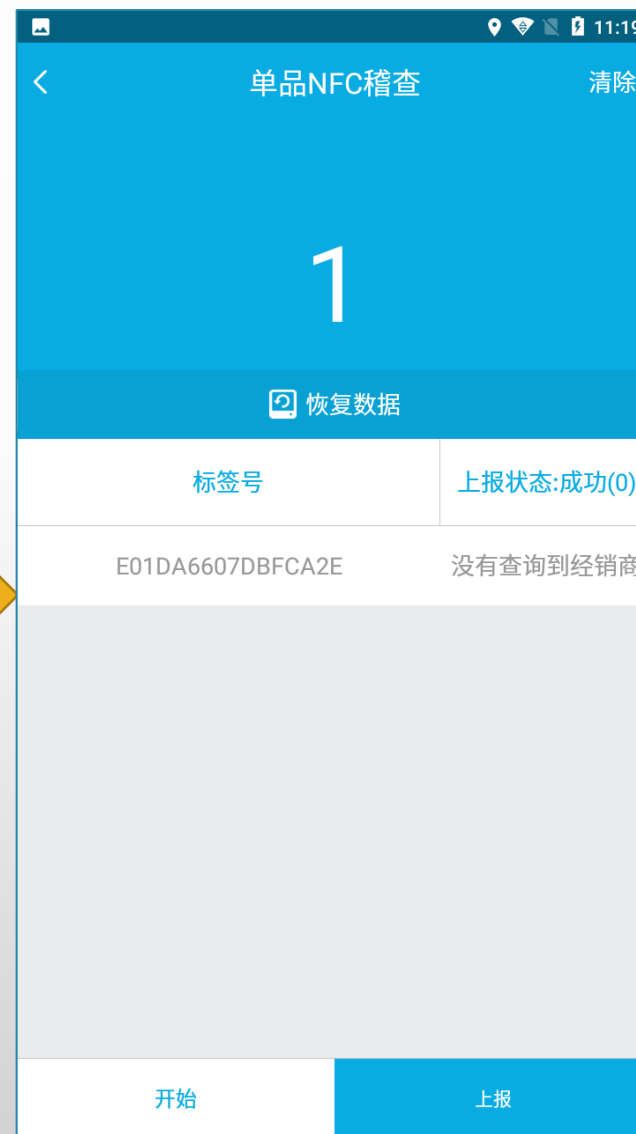 11:19
单品NFC稽查
清除
1
恢复数据
标签号
上报状态:成功(0)
E01DA6607DBFCA2E
没有查询到经销商
开始
上报